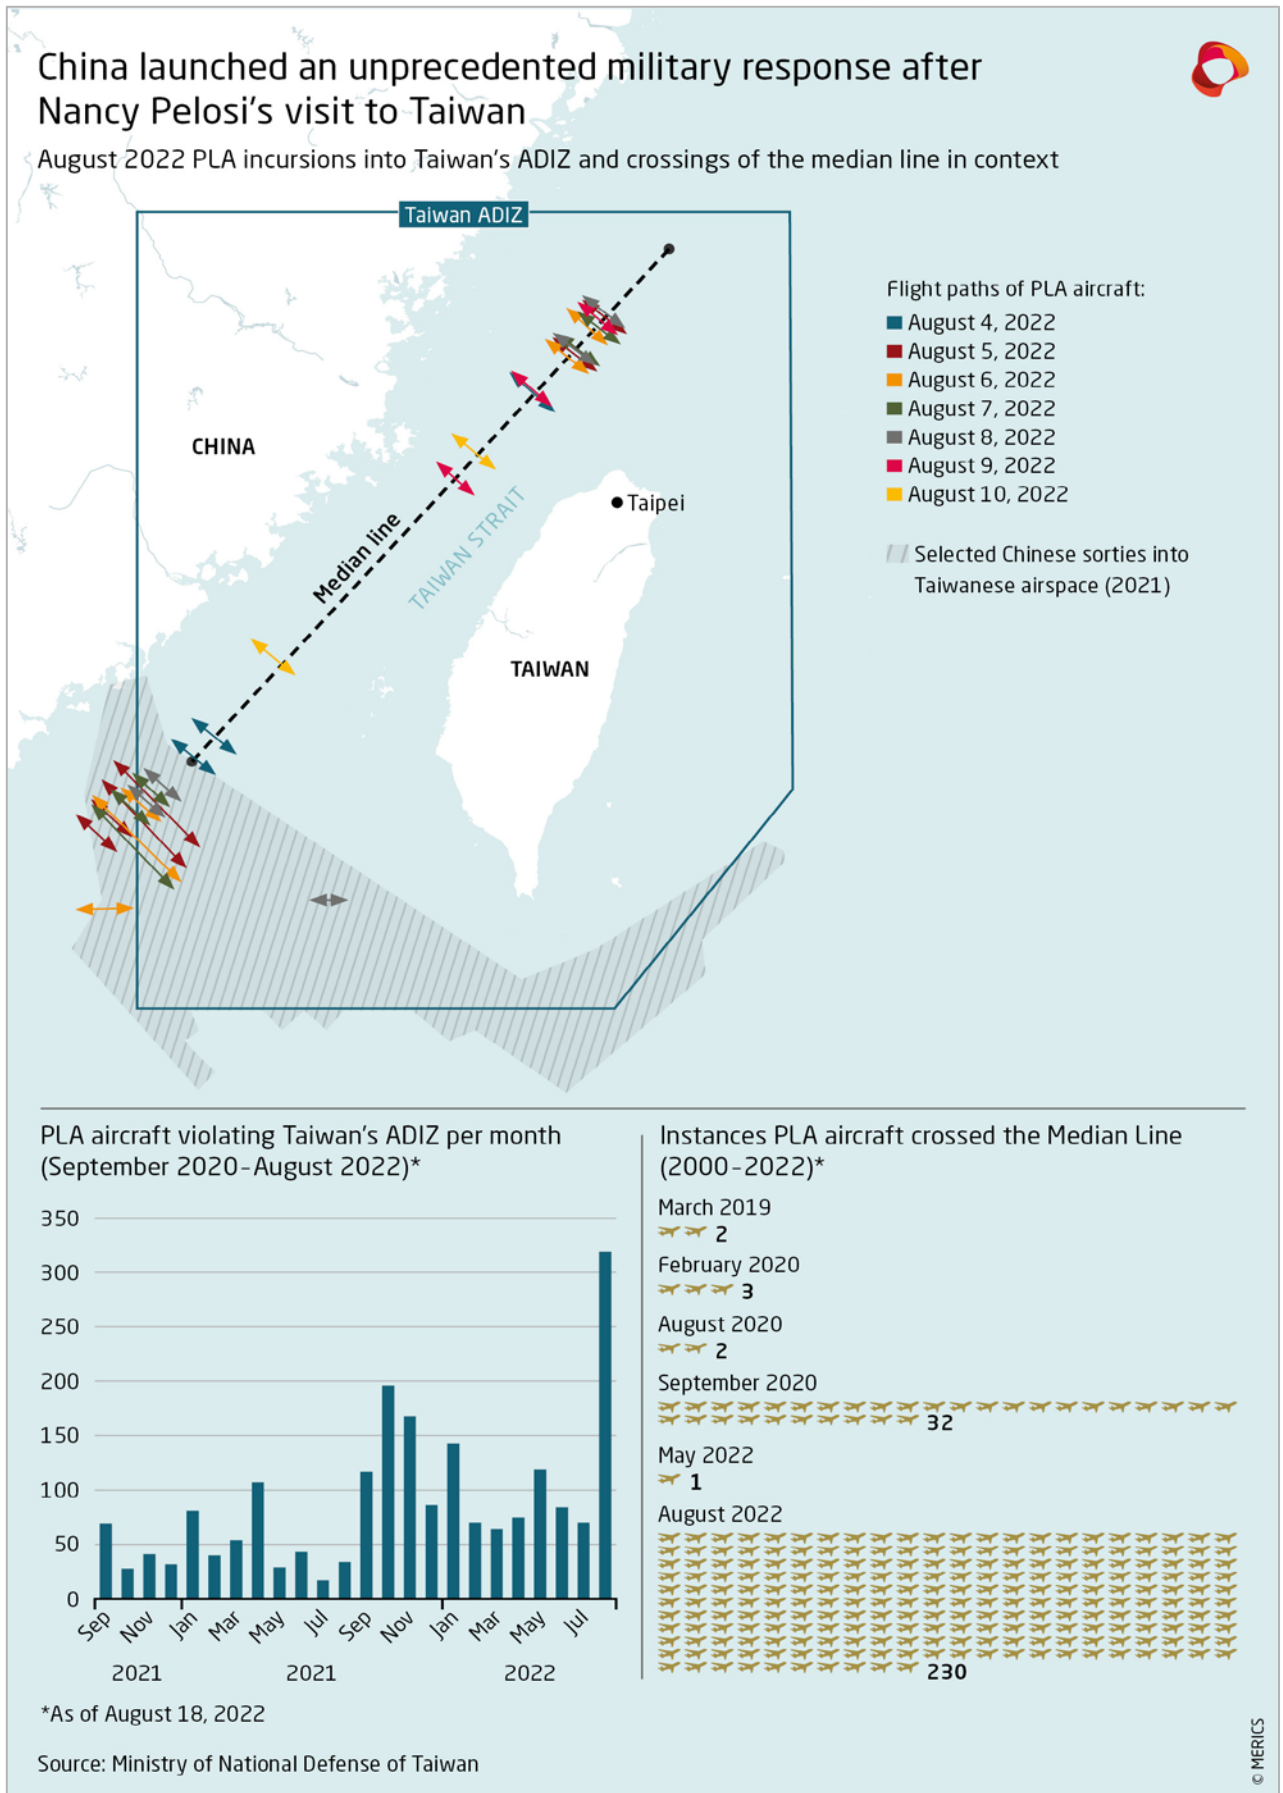 China launched an unprecedented military response after
Nancy Pelosi's visit to Taiwan
August 2022 PLA incursions into Taiwan's ADIZ and crossings of the median line in context
Taiwan ADIZ
Flight paths of PLA aircraft:
August 4, 2022
August 5, 2022
August 6, 2022
August 7, 2022
August 8, 2022
August 9, 2022
August 10, 2022
Selected Chinese sorties into
Taiwanese airspace (2021)
CHINA
Taipei
Median line
TAIWAN STRAIT
TAIWAN
PLA aircraft violating Taiwan's ADIZ per month
(September 2020-August 2022)*
350
300
250
200
150
100
50
0
Sep
Nov
Jan
Mar
May
Jul
Sep
Nov
Jan
Mar
May
Jul
2021
2021
2022
Instances PLA aircraft crossed the Median Line
(2000-2022)*
March 2019
2
February 2020
3
August 2020
2
September 2020
32
May 2022
1
August 2022
230
*As of August 18, 2022
Source: Ministry of National Defense of Taiwan
© MERICS